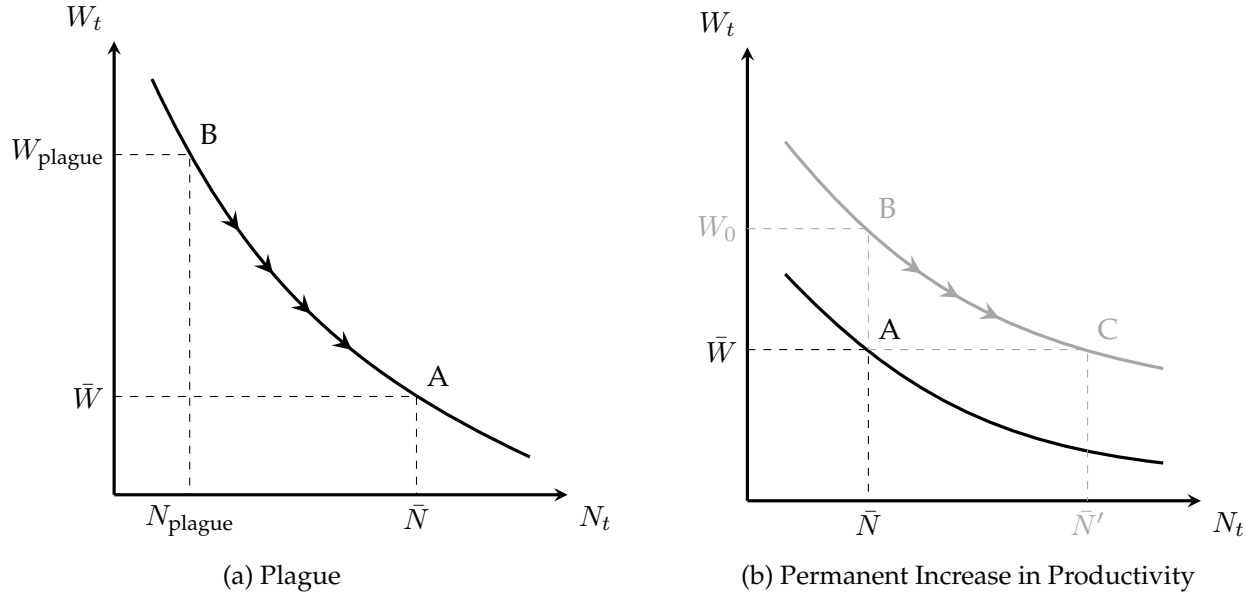 W_t
B
W_plague
A
W̄
N_plague
N̄
N_t
(a) Plague
W_t
B
W_0
A
C
W̄
N̄
N̄′
N_t
(b) Permanent Increase in Productivity